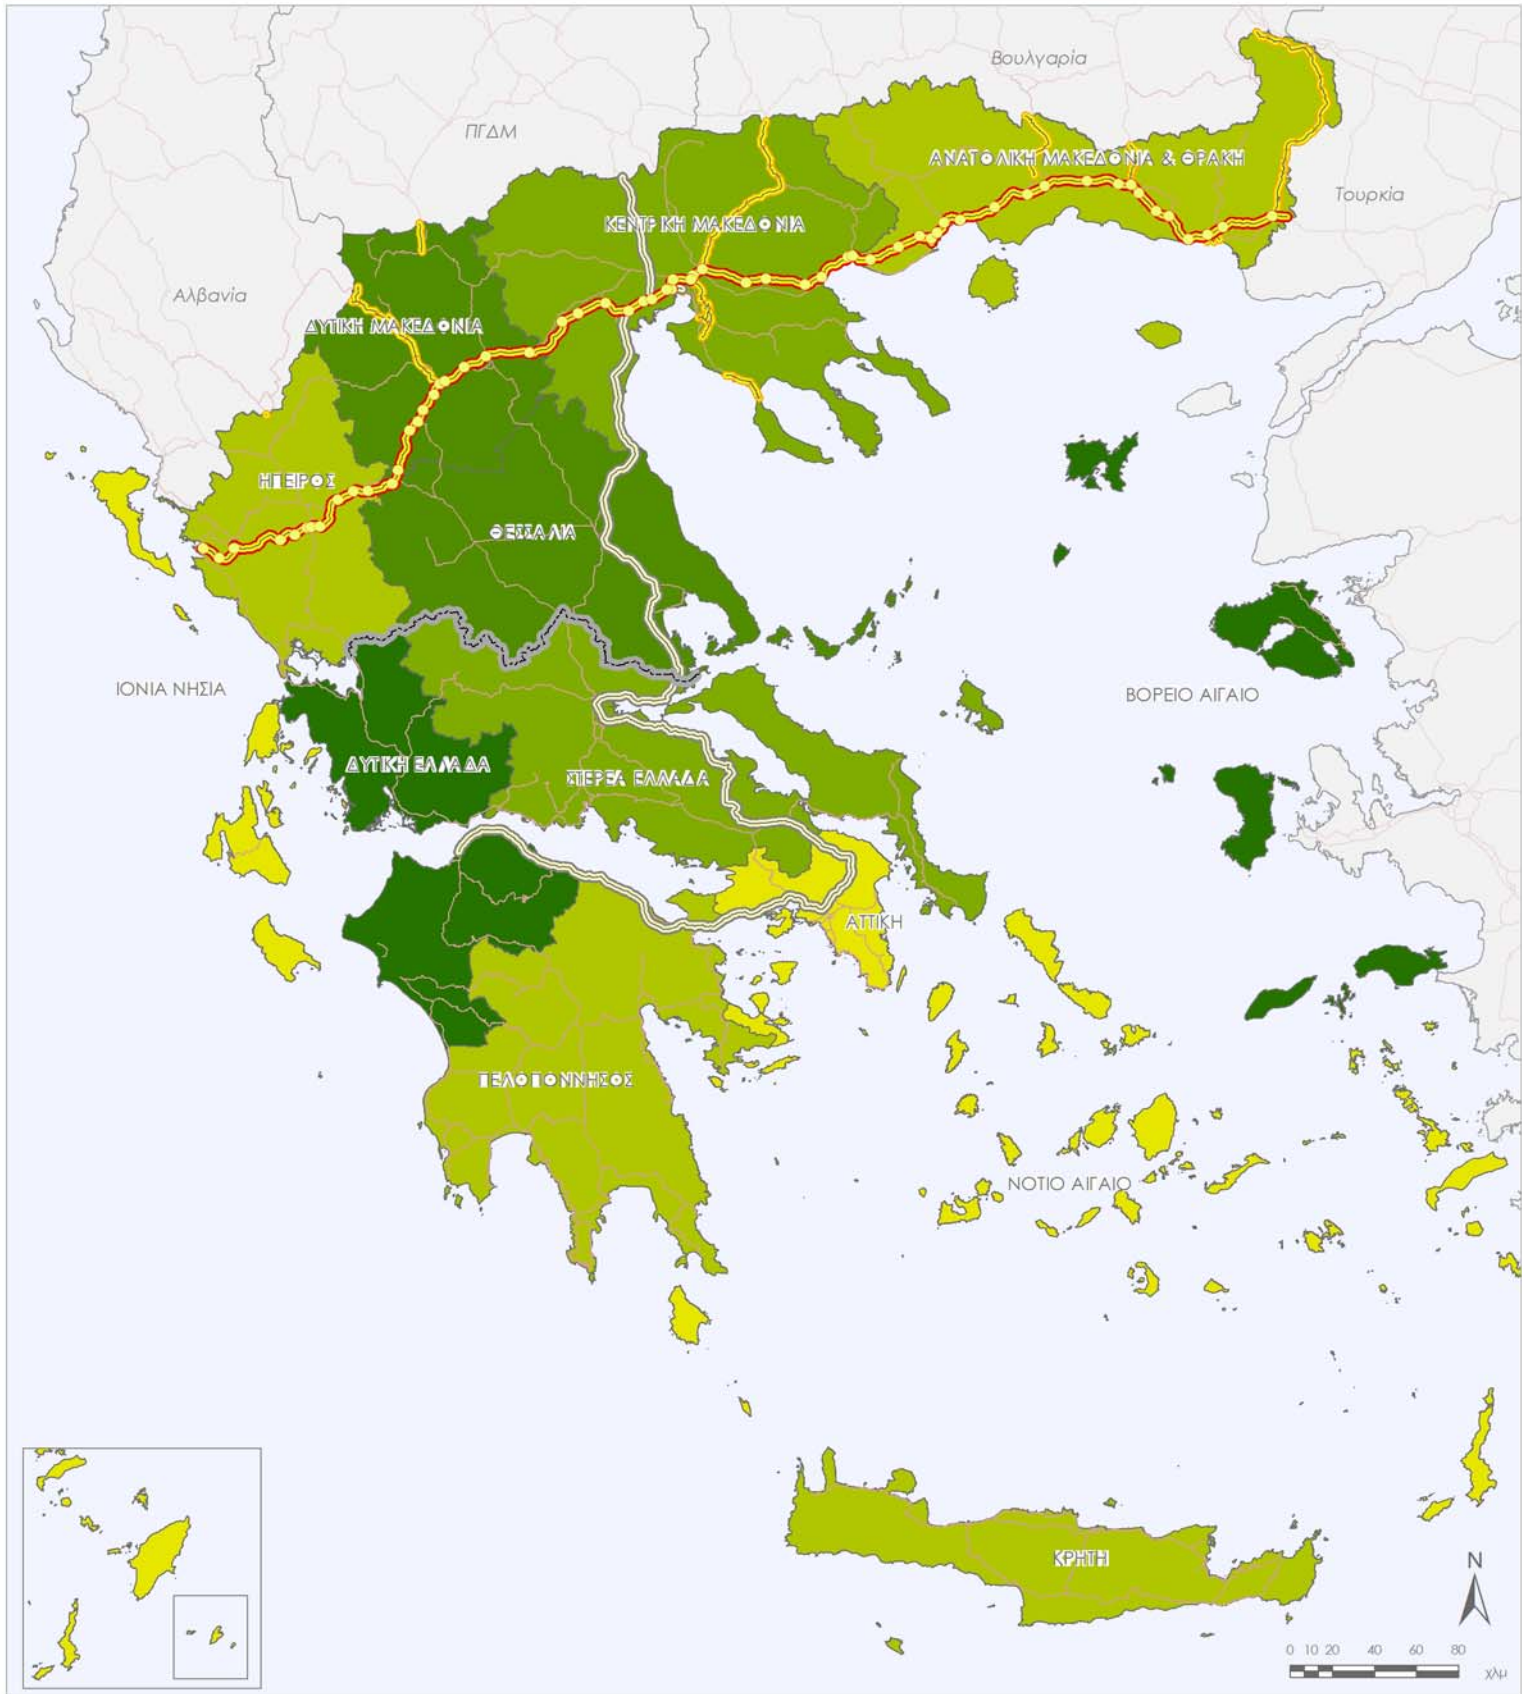 Βουλγαρία
ΠΓΔΜ
ΑΝΑΤΟΛΙΚΗ ΜΑΚΕΔΟΝΙΑ & ΘΡΑΚΗ
Τουρκία
ΚΕΝΤΡΙΚΗ ΜΑΚΕΔΟΝΙΑ
Αλβανία
ΔΥΤΙΚΗ ΜΑΚΕΔΟΝΙΑ
ΗΠΕΙΡΟΣ
ΘΕΣΣΑΛΙΑ
ΙΟΝΙΑ ΝΗΣΙΑ
ΒΟΡΕΙΟ ΑΙΓΑΙΟ
ΔΥΤΙΚΗ ΕΛΛΑΔΑ
ΣΤΕΡΕΑ ΕΛΛΑΔΑ
ΑΤΤΙΚΗ
ΠΕΛΟΠΟΝΝΗΣΟΣ
ΝΟΤΙΟ ΑΙΓΑΙΟ
ΚΡΗΤΗ
N
0 10 20 40 60 80
χλμ